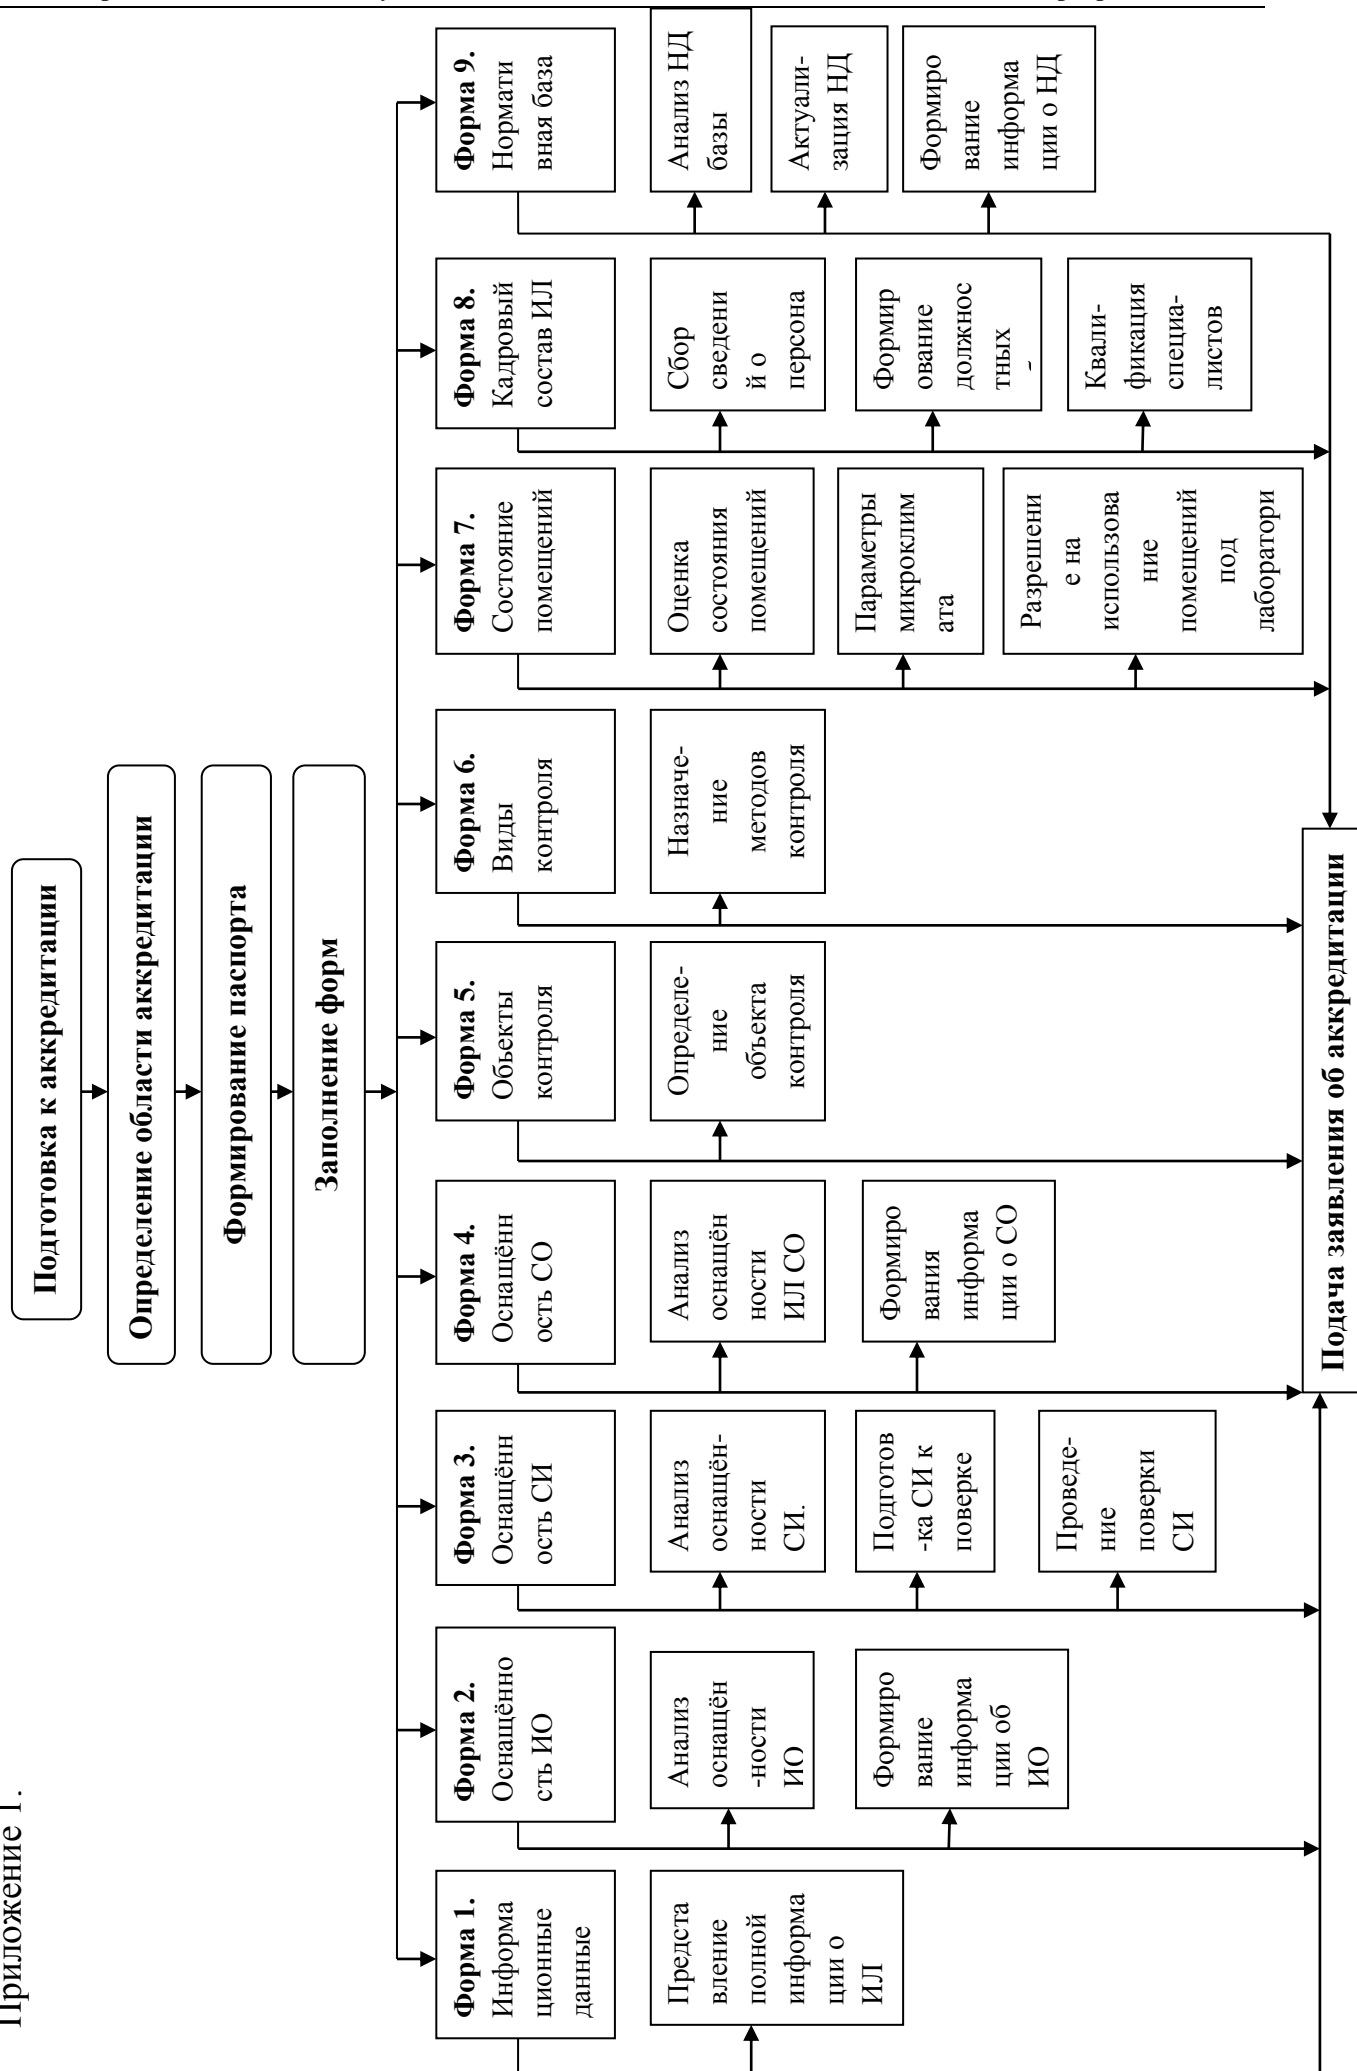 Приложение 1.
Подготовка к аккредитации
Определение области аккредитации
Формирование паспорта
Заполнение форм
Форма 1.
Информа
ционные
данные
Предста
вление
полной
информа
ции о
ИЛ
Форма 2.
Оснащённо
сть ИО
Анализ
оснащён
-ности
ИО
Формиро
вание
информа
ции об
ИО
Форма 3.
Оснащённ
ость СИ
Анализ
оснащён-
ности
СИ.
Подготов
-ка СИ к
поверке
Проведе-
ние
поверки
СИ
Форма 4.
Оснащённ
ость СО
Анализ
оснащён
ности
ИЛ СО
Формиро
вания
информа
ции о СО
Форма 5.
Обьекты
контроля
Определе-
ние
объекта
контроля
Форма 6.
Виды
контроля
Назначе-
ние
методов
контроля
Форма 7.
Состояние
помещений
Оценка
состояния
помещений
Параметры
микроклим
ата
Разрешени
е на
использова
ние
помещений
под
лаборатори
Форма 8.
Кадровый
состав ИЛ
Сбор
сведени
й о
персона
Формир
ование
должнос
тных
-
Квали-
фикация
специа-
листов
Форма 9.
Нормати
вная база
Анализ НД
базы
Актуали-
зация НД
Формиро
вание
информа
ции о НД
Подача заявления об аккредитации